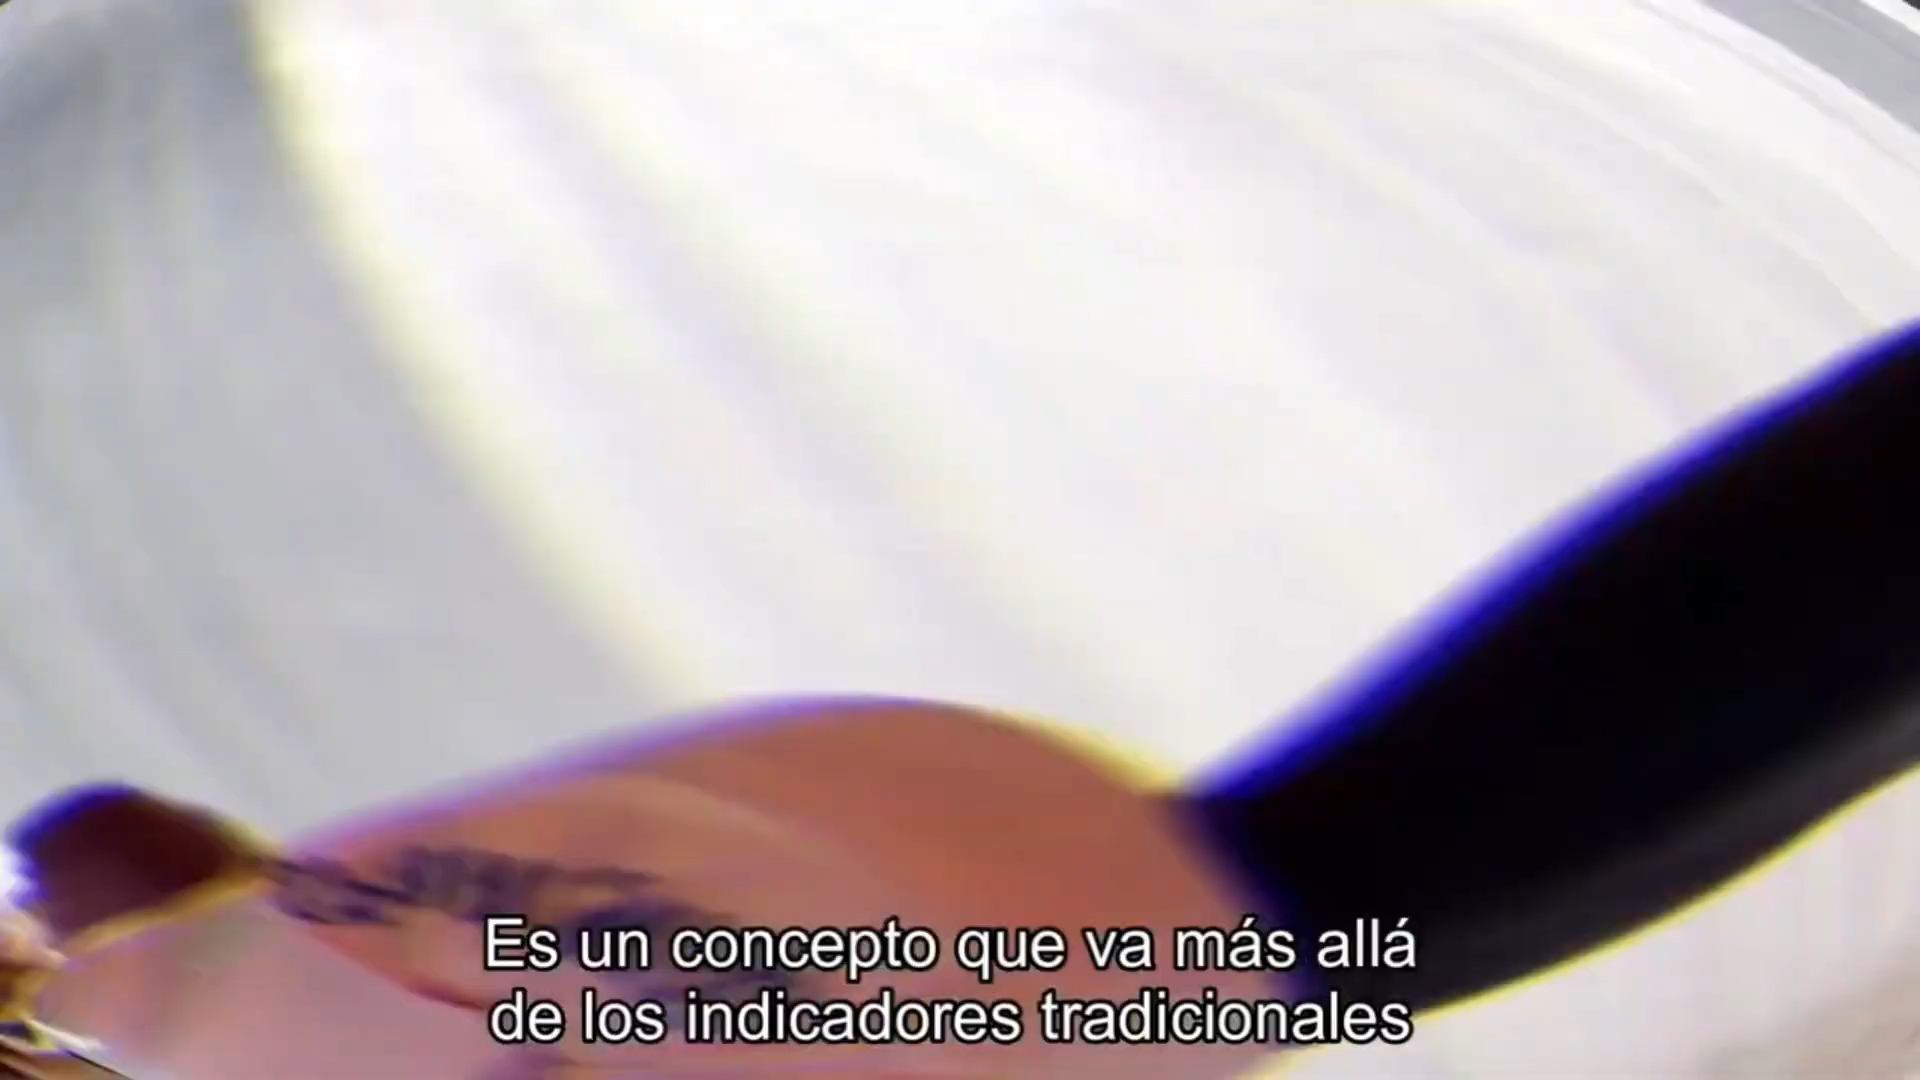 Es un concepto que va más allá
de los indicadores tradicionales